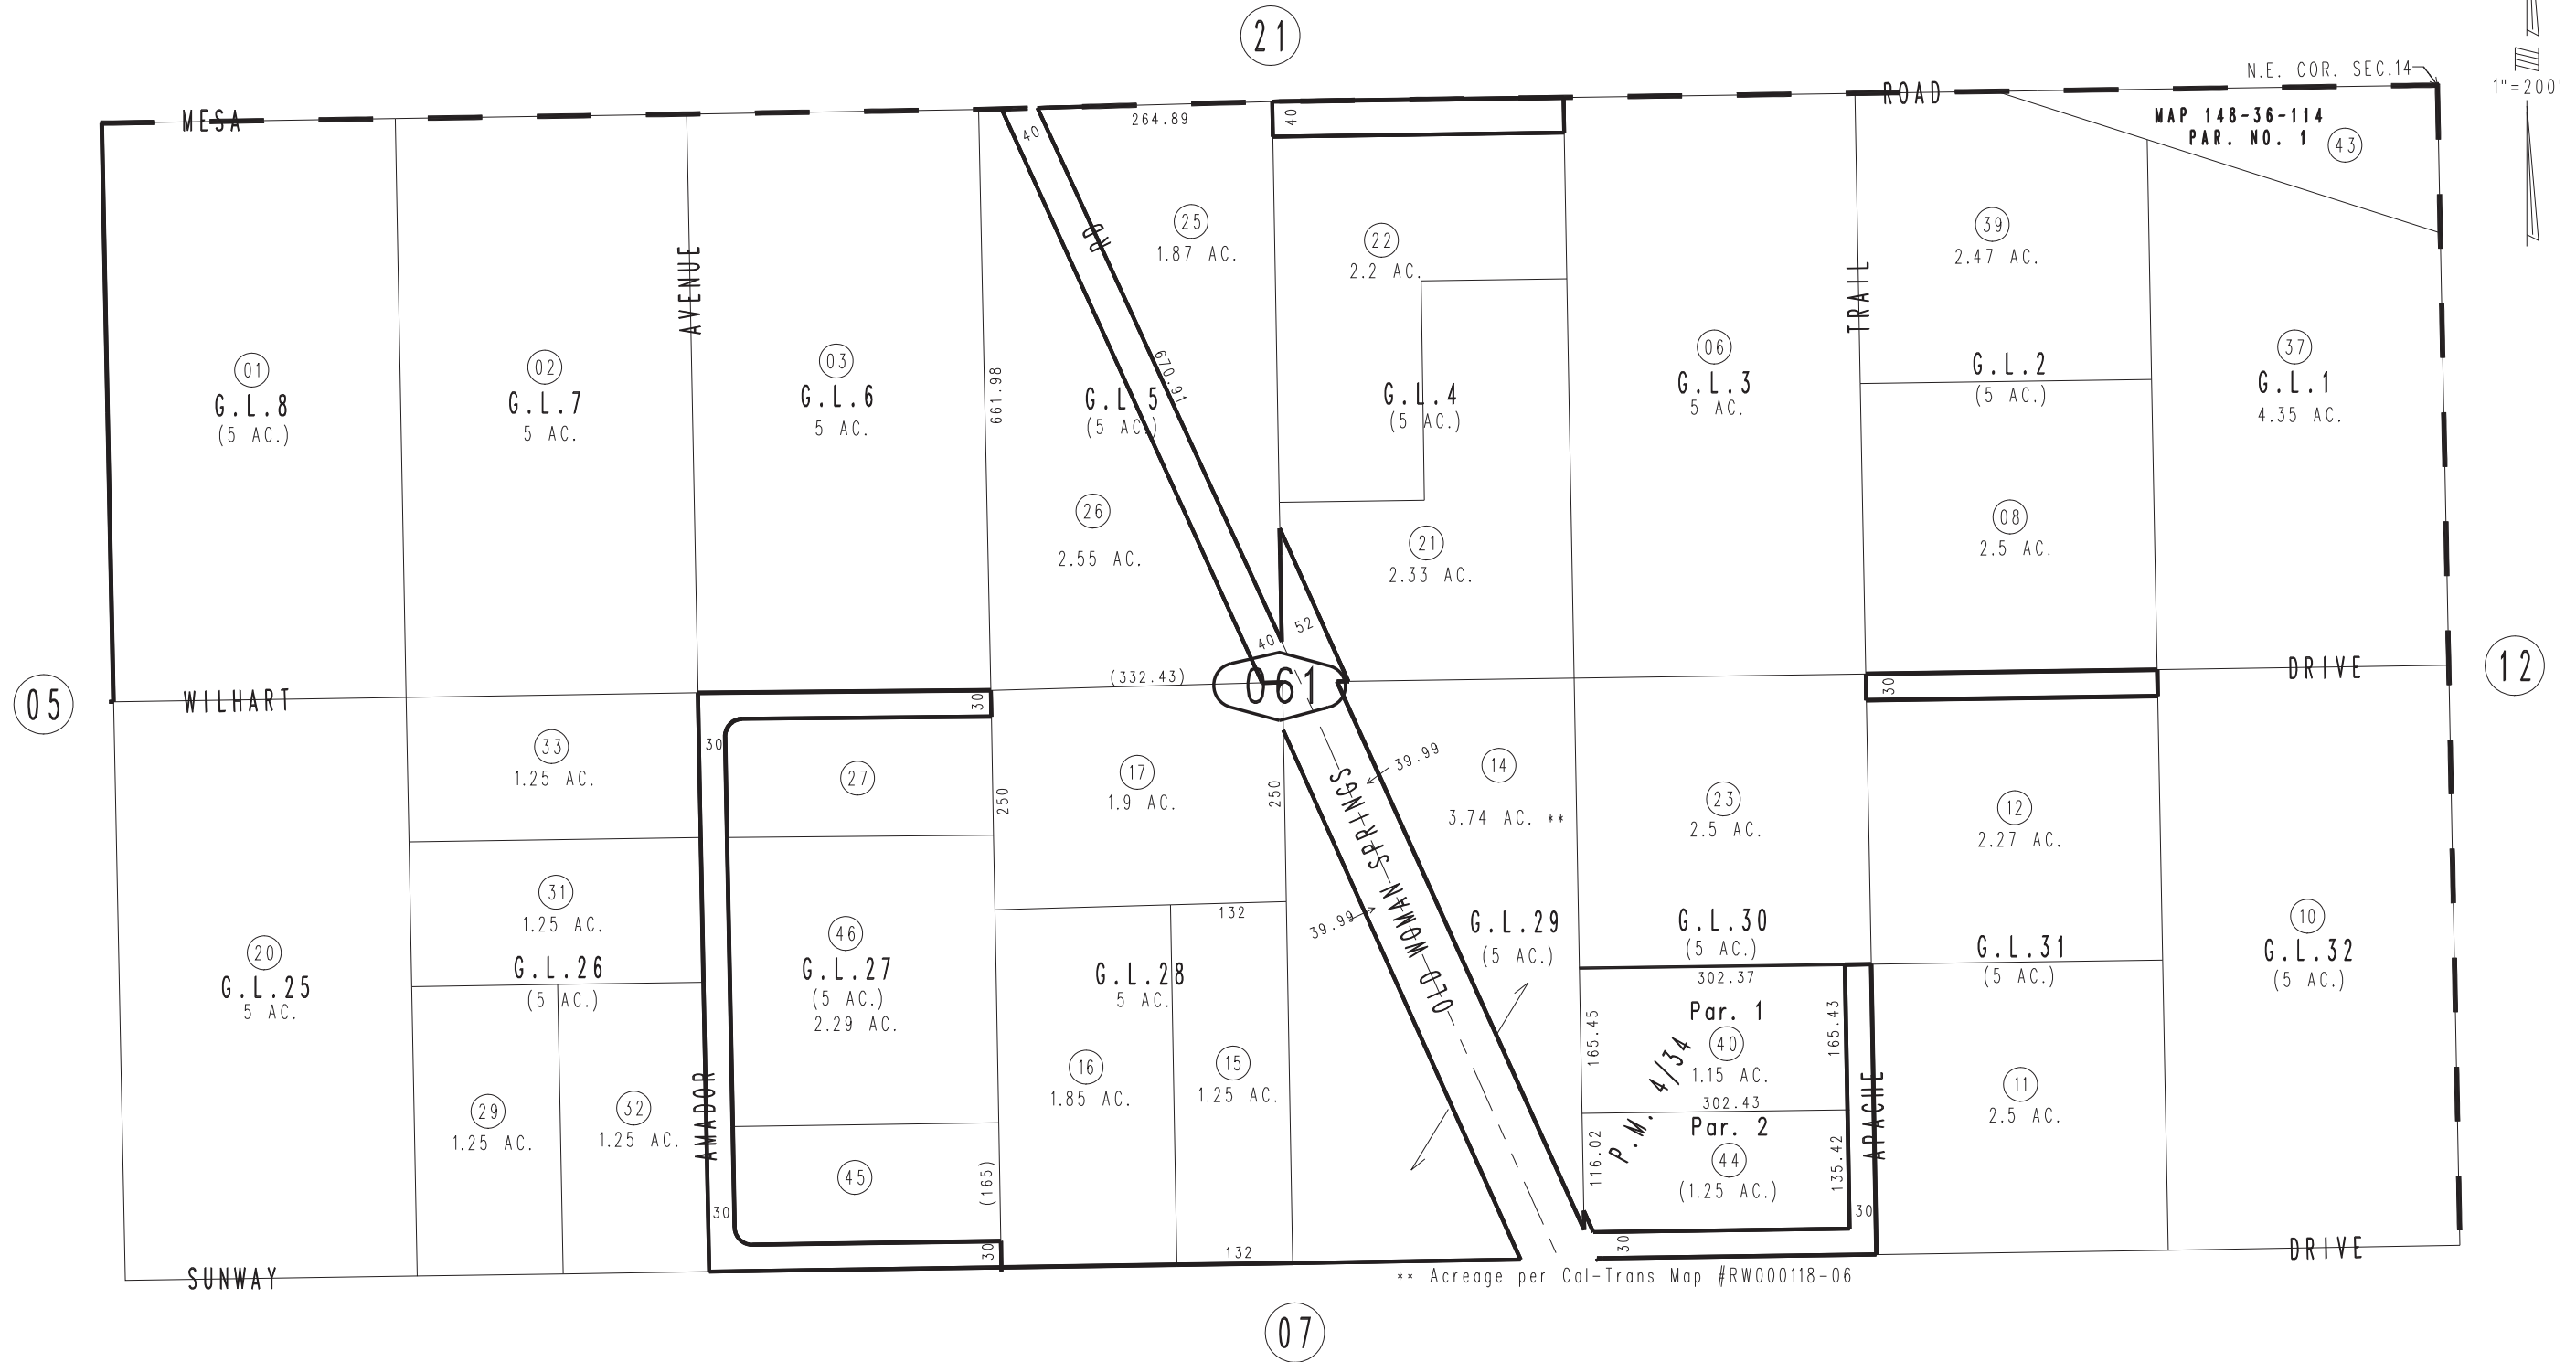 21
N.E. COR. SEC.14
1"=200'
MESA
ROAD
MAP 148-36-114
PAR. NO. 1
43
40
264.89
40
RD
25
1.87 AC.
22
2.2 AC.
39
2.47 AC.
AVENUE
TRAIL
01
G.L.8
(5 AC.)
02
G.L.7
5 AC.
03
G.L.6
5 AC.
661.98
G.L.5
(5 AC.)
670.91
G.L.4
(5 AC.)
06
G.L.3
5 AC.
G.L.2
(5 AC.)
37
G.L.1
4.35 AC.
26
2.55 AC.
21
2.33 AC.
08
2.5 AC.
40
52
05
WILHART
30
(332.43)
061
30
DRIVE
12
33
1.25 AC.
30
27
250
17
1.9 AC.
250
39.99
14
3.74 AC. **
23
2.5 AC.
12
2.27 AC.
OLD WOMAN SPRINGS
31
1.25 AC.
G.L.26
(5 AC.)
20
G.L.25
5 AC.
46
G.L.27
(5 AC.)
2.29 AC.
132
G.L.28
5 AC.
39.99
G.L.29
(5 AC.)
G.L.30
(5 AC.)
302.37
G.L.31
(5 AC.)
10
G.L.32
(5 AC.)
29
1.25 AC.
32
1.25 AC.
AMADOR
16
1.85 AC.
15
1.25 AC.
165.45
Par. 1
40
1.15 AC.
302.43
165.43
P.M. 4/34
Par. 2
44
(1.25 AC.)
116.02
135.42
APACHE
11
2.5 AC.
45
(165)
30
30
132
30
30
SUNWAY
DRIVE
** Acreage per Cal-Trans Map #RW000118-06
07